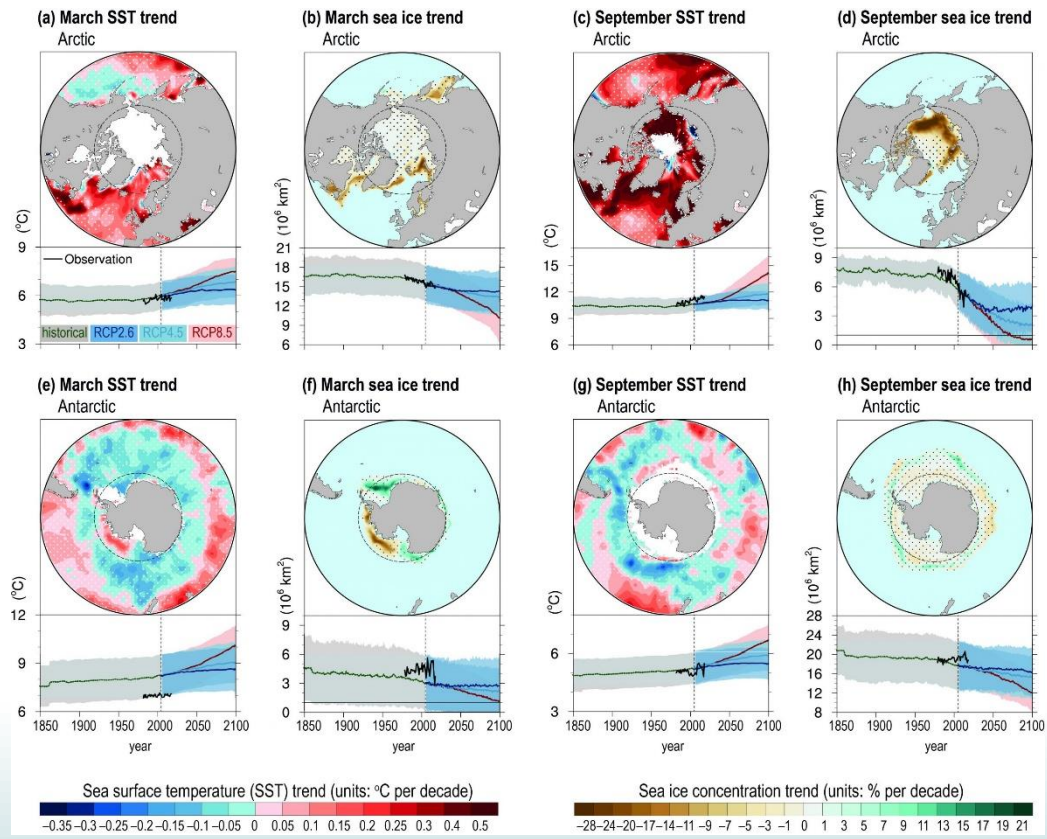 (a) March SST trend
Arctic
(b) March sea ice trend
Arctic
(c) September SST trend
Arctic
(d) September sea ice trend
Arctic
(°C)
9
6
3
Observation
historical
RCP2.6
RCP4.5
RCP8.5
(10⁶ km²)
21
18
15
12
9
6
(°C)
15
12
9
6
(10⁶ km²)
9
6
3
0
(e) March SST trend
Antarctic
(f) March sea ice trend
Antarctic
(g) September SST trend
Antarctic
(h) September sea ice trend
Antarctic
(°C)
12
9
6
1850 1900 1950 2000 2050 2100
year
(10⁶ km²)
9
6
3
0
1850 1900 1950 2000 2050 2100
year
(°C)
6
3
1850 1900 1950 2000 2050 2100
year
(10⁶ km²)
28
24
20
16
12
8
1850 1900 1950 2000 2050 2100
year
Sea surface temperature (SST) trend (units: °C per decade)
−0.35 −0.3 −0.25 −0.2 −0.15 −0.1 −0.05 0 0.05 0.1 0.2 0.3 0.4 0.5
Sea ice concentration trend (units: % per decade)
−28 −24 −20 −17 −14 −11 −9 −7 −5 −3 −1 1 3 5 7 9 11 13 15 17 19 21